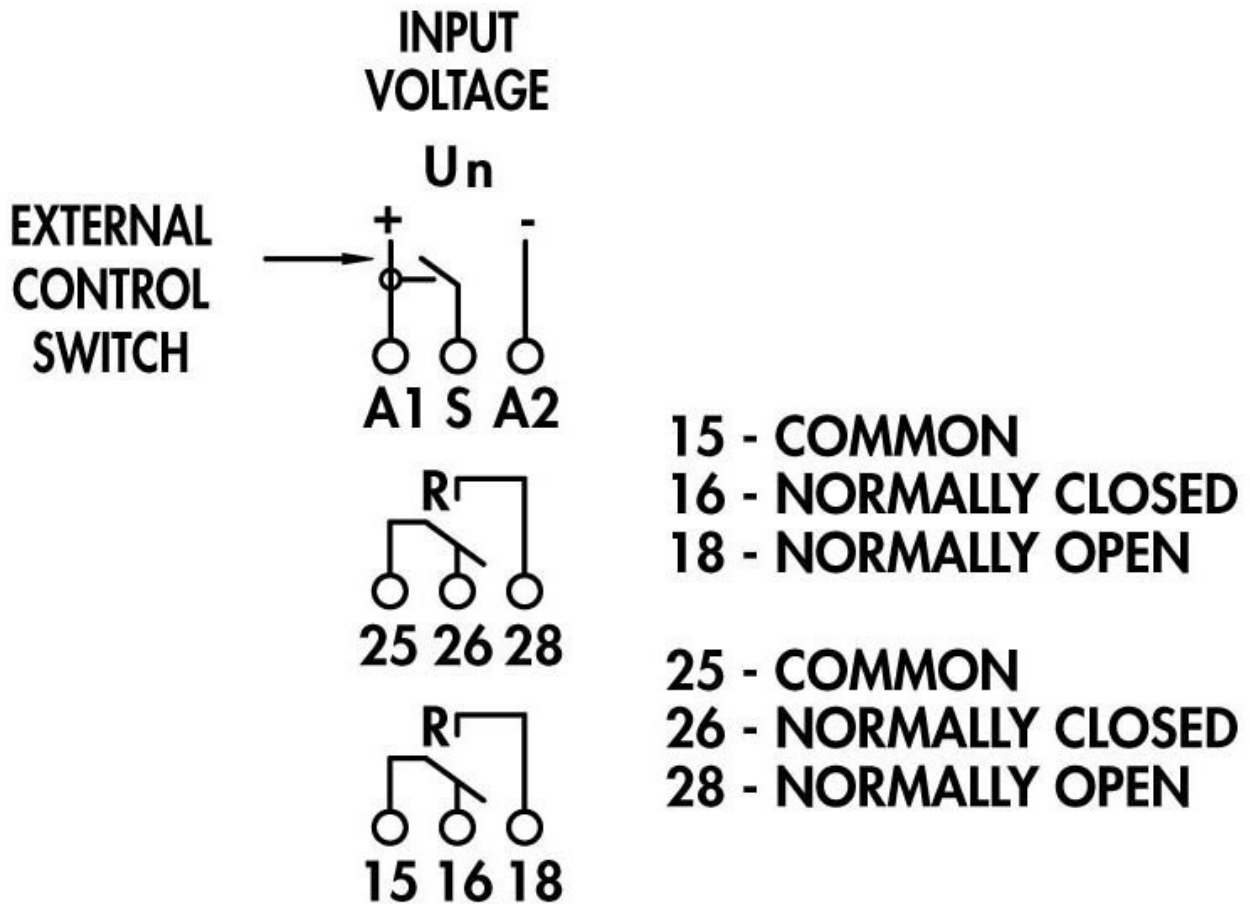 INPUT
VOLTAGE
Un
+ -
EXTERNAL
CONTROL
SWITCH
A1 S A2
R
25 26 28
R
15 16 18
15 - COMMON
16 - NORMALLY CLOSED
18 - NORMALLY OPEN
25 - COMMON
26 - NORMALLY CLOSED
28 - NORMALLY OPEN